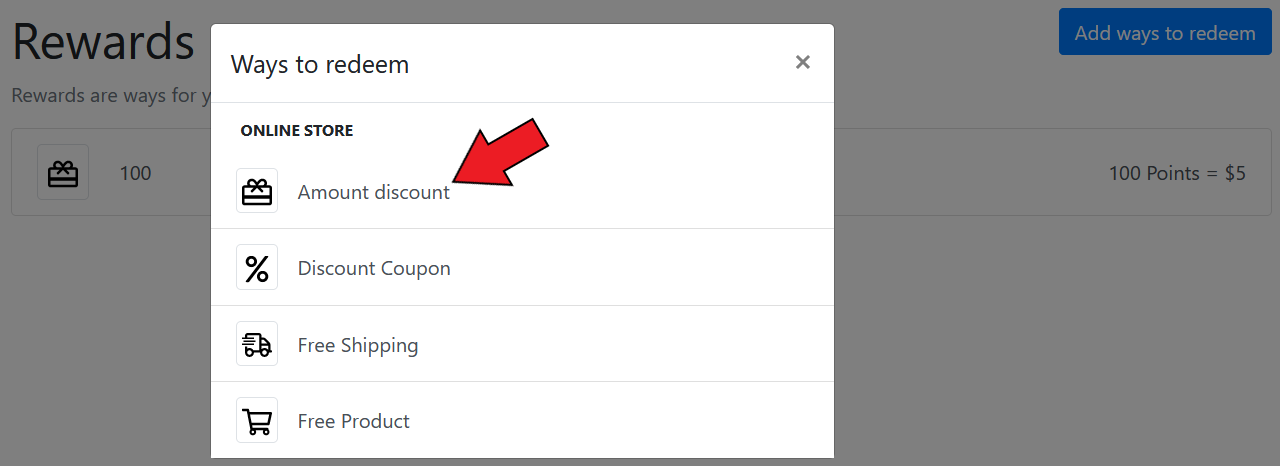 Rewards
Add ways to redeem
Rewards are ways for y
100
100 Points = $5
Ways to redeem
×
ONLINE STORE
Amount discount
Discount Coupon
Free Shipping
Free Product